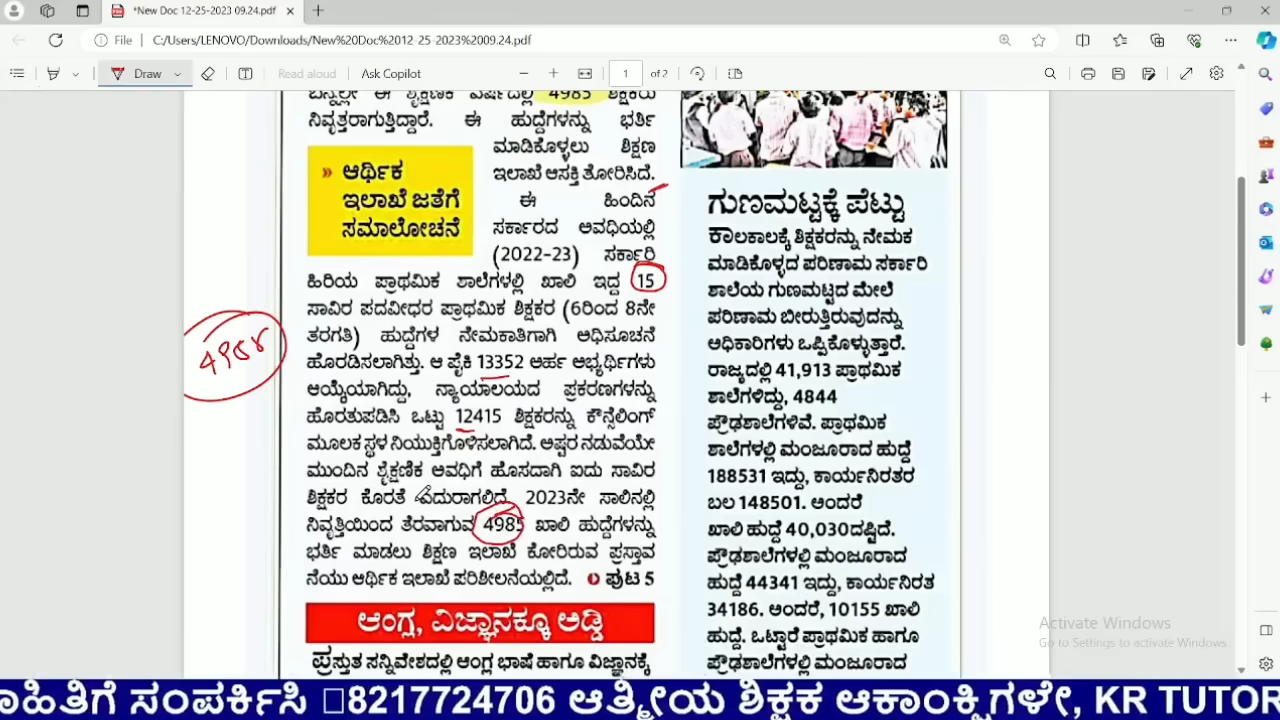 *New Doc 12-25-2023 09.24.pdf
File
C:/Users/LENOVO/Downloads/New%20Doc%2012-25-2023%2009.24.pdf
Draw
Read aloud
Ask Copilot
1
of 2
ಒನ್ನಲ್ಲೀ ಈ ಶೈಕ್ಷಣಿಕ ವರ್ಷದಲ್ಲಿ 4985 ಶಿಕ್ಷಕರು
ನಿವೃತ್ತರಾಗುತ್ತಿದ್ದಾರೆ. ಈ ಹುದ್ದೆಗಳನ್ನು ಭರ್ತಿ
ಮಾಡಿಕೊಳ್ಳಲು ಶಿಕ್ಷಣ
ಇಲಾಖೆ ಆಸಕ್ತಿ ತೋರಿಸಿದೆ.
» ಆರ್ಥಿಕ
ಇಲಾಖೆ ಜತೆಗೆ
ಸಮಾಲೋಚನೆ
ಈ ಹಿಂದಿನ
ಸರ್ಕಾರದ ಅವಧಿಯಲ್ಲಿ
(2022-23) ಸರ್ಕಾರಿ
ಹಿರಿಯ ಪ್ರಾಥಮಿಕ ಶಾಲೆಗಳಲ್ಲಿ ಖಾಲಿ ಇದ್ದ 15
ಸಾವಿರ ಪದವೀಧರ ಪ್ರಾಥಮಿಕ ಶಿಕ್ಷಕರ (6ರಿಂದ 8ನೇ
ತರಗತಿ) ಹುದ್ದೆಗಳ ನೇಮಕಾತಿಗಾಗಿ ಅಧಿಸೂಚನೆ
ಹೊರಡಿಸಲಾಗಿತ್ತು. ಆ ಪೈಕಿ 13352 ಅರ್ಹ ಅಭ್ಯರ್ಥಿಗಳು
ಆಯ್ಕೆಯಾಗಿದ್ದು, ನ್ಯಾಯಾಲಯದ ಪ್ರಕರಣಗಳನ್ನು
ಹೊರತುಪಡಿಸಿ ಒಟ್ಟು 12415 ಶಿಕ್ಷಕರನ್ನು ಕೌನ್ಸೆಲಿಂಗ್
ಮೂಲಕ ಸ್ಥಳ ನಿಯುಕ್ತಿಗೊಳಿಸಲಾಗಿದೆ. ಅಷ್ಟರ ನಡುವೆಯೇ
ಮುಂದಿನ ಶೈಕ್ಷಣಿಕ ಅವಧಿಗೆ ಹೊಸದಾಗಿ ಐದು ಸಾವಿರ
ಶಿಕ್ಷಕರ ಕೊರತೆ ಎದುರಾಗಲಿದೆ. 2023ನೇ ಸಾಲಿನಲ್ಲಿ
ನಿವೃತ್ತಿಯಿಂದ ತೆರವಾಗುವ 4985 ಖಾಲಿ ಹುದ್ದೆಗಳನ್ನು
ಭರ್ತಿ ಮಾಡಲು ಶಿಕ್ಷಣ ಇಲಾಖೆ ಕೋರಿರುವ ಪ್ರಸ್ತಾವ
ನೆಯು ಆರ್ಥಿಕ ಇಲಾಖೆ ಪರಿಶೀಲನೆಯಲ್ಲಿದೆ. ಪುಟ 5
ಆಂಗ್ಲ, ವಿಜ್ಞಾನಕ್ಕೂ ಅಡ್ಡಿ
ಪ್ರಸ್ತುತ ಸನ್ನಿವೇಶದಲ್ಲಿ ಆಂಗ್ಲ ಭಾಷೆ ಹಾಗೂ ವಿಜ್ಞಾನಕ್ಕೆ
ಗುಣಮಟ್ಟಕ್ಕೆ ಪೆಟ್ಟು
ಕಾಲಕಾಲಕ್ಕೆ ಶಿಕ್ಷಕರನ್ನು ನೇಮಕ
ಮಾಡಿಕೊಳ್ಳದ ಪರಿಣಾಮ ಸರ್ಕಾರಿ
ಶಾಲೆಯ ಗುಣಮಟ್ಟದ ಮೇಲೆ
ಪರಿಣಾಮ ಬೀರುತ್ತಿರುವುದನ್ನು
ಅಧಿಕಾರಿಗಳು ಒಪ್ಪಿಕೊಳ್ಳುತ್ತಾರೆ.
ರಾಜ್ಯದಲ್ಲಿ 41,913 ಪ್ರಾಥಮಿಕ
ಶಾಲೆಗಳಿದ್ದು, 4844
ಪ್ರೌಢಶಾಲೆಗಳಿವೆ. ಪ್ರಾಥಮಿಕ
ಶಾಲೆಗಳಲ್ಲಿ ಮಂಜೂರಾದ ಹುದ್ದೆ
188531 ಇದ್ದು, ಕಾರ್ಯನಿರತರ
ಬಲ 148501. ಅಂದರೆ
ಖಾಲಿ ಹುದ್ದೆ 40,030ದಷ್ಟಿದೆ.
ಪ್ರೌಢಶಾಲೆಗಳಲ್ಲಿ ಮಂಜೂರಾದ
ಹುದ್ದೆ 44341 ಇದ್ದು, ಕಾರ್ಯನಿರತ
34186. ಅಂದರೆ, 10155 ಖಾಲಿ
ಹುದ್ದೆ. ಒಟ್ಟಾರೆ ಪ್ರಾಥಮಿಕ ಹಾಗೂ
ಪ್ರೌಢಶಾಲೆಗಳಲ್ಲಿ ಮಂಜೂರಾದ
Activate Windows
Go to Settings to activate Windows.
ಾಹಿತಿಗೆ ಸಂಪರ್ಕಿಸಿ 8217724706 ಆತ್ಮೀಯ ಶಿಕ್ಷಕ ಆಕಾಂಕ್ಷಿಗಳೇ, KR TUTOR